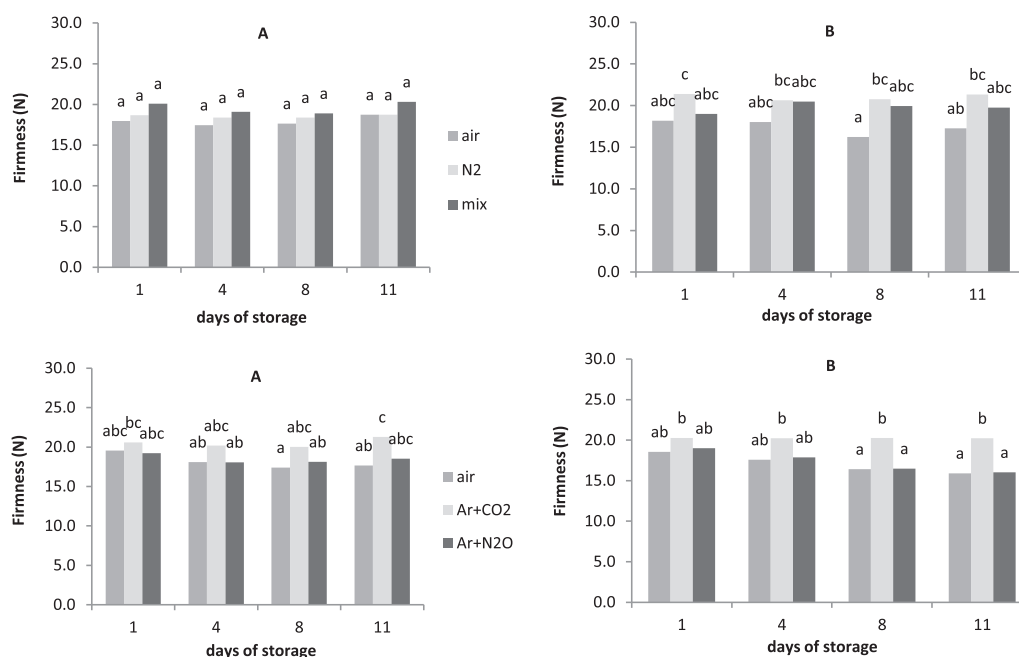 A
Firmness (N)
30.0
25.0
20.0
15.0
10.0
5.0
0.0
a a a a a a a a a a a a
1 4 8 11
days of storage
air
N2
mix
B
Firmness (N)
30.0
25.0
20.0
15.0
10.0
5.0
0.0
abc c abc abc bc abc a bc abc ab bc abc
1 4 8 11
days of storage
A
Firmness (N)
30.0
25.0
20.0
15.0
10.0
5.0
0.0
abc bc abc ab abc ab a abc ab ab c abc
1 4 8 11
days of storage
air
Ar+CO2
Ar+N2O
B
Firmness (N)
30.0
25.0
20.0
15.0
10.0
5.0
0.0
ab b ab ab b ab a b a a b a
1 4 8 11
days of storage